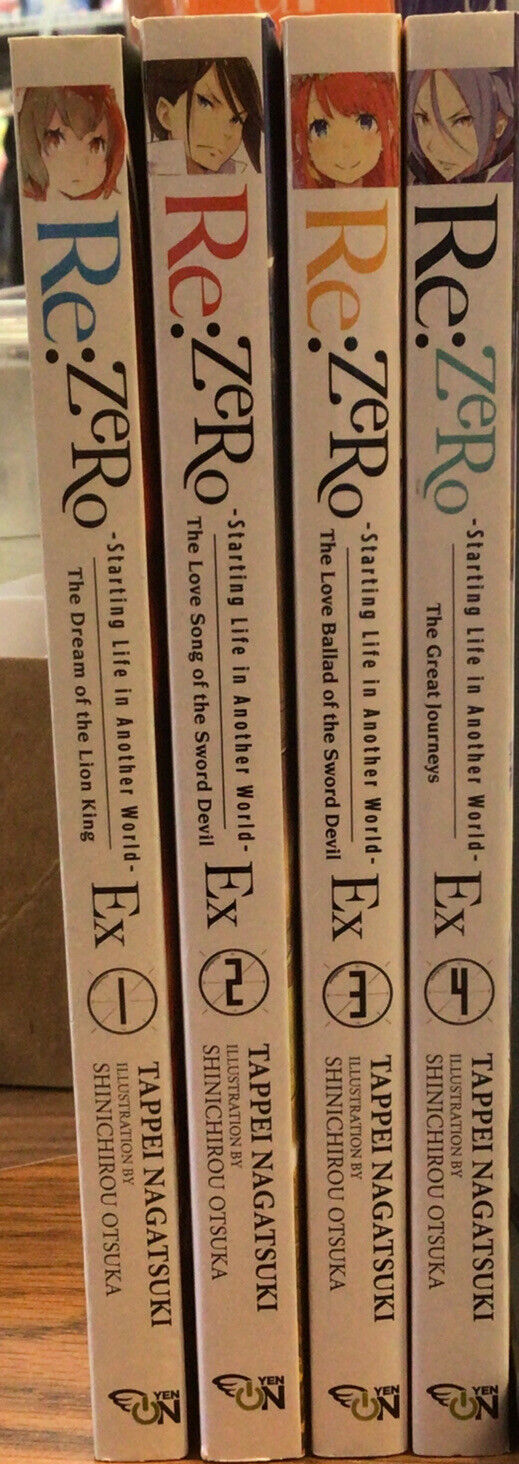 Re:ZERO
-Starting Life in Another World-
The Dream of the Lion King
Ex
1
TAPPEI NAGATSUKI
ILLUSTRATION BY
SHINICHIROU OTSUKA
YEN
ON
Re:ZERO
-Starting Life in Another World-
The Love Song of the Sword Devil
Ex
2
TAPPEI NAGATSUKI
ILLUSTRATION BY
SHINICHIROU OTSUKA
YEN
ON
Re:ZERO
-Starting Life in Another World-
The Love Ballad of the Sword Devil
Ex
3
TAPPEI NAGATSUKI
ILLUSTRATION BY
SHINICHIROU OTSUKA
YEN
ON
Re:ZERO
-Starting Life in Another World-
The Great Journeys
Ex
4
TAPPEI NAGATSUKI
ILLUSTRATION BY
SHINICHIROU OTSUKA
YEN
ON